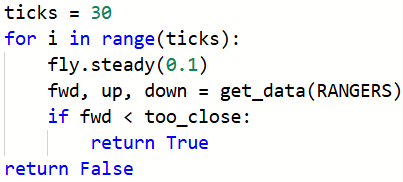 ticks = 30
for i in range(ticks):
    fly.steady(0.1)
    fwd, up, down = get_data(RANGERS)
    if fwd < too_close:
        return True
return False